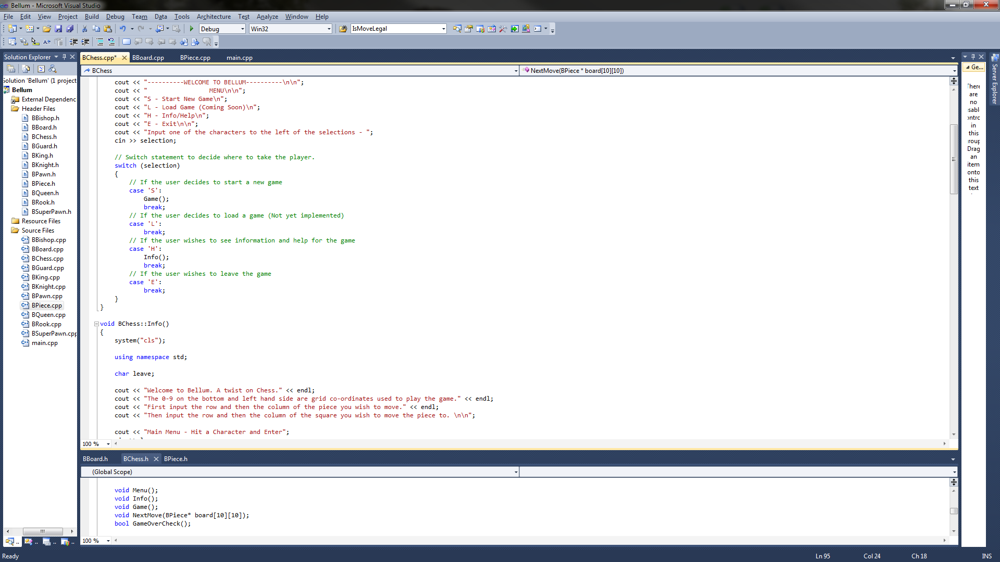 Bellum - Microsoft Visual Studio
File Edit View Project Build Debug Team Data Tools Architecture Test Analyze Window Help
Debug Win32 IsMoveLegal
Solution Explorer
Solution 'Bellum' (1 project
Bellum
External Dependenc
Header Files
BBishop.h
BBoard.h
BChess.h
BGuard.h
BKing.h
BKnight.h
BPawn.h
BPiece.h
BQueen.h
BRook.h
BSuperPawn.h
Resource Files
Source Files
BBishop.cpp
BBoard.cpp
BChess.cpp
BGuard.cpp
BKing.cpp
BKnight.cpp
BPawn.cpp
BPiece.cpp
BQueen.cpp
BRook.cpp
BSuperPawn.cpp
main.cpp
BChess.cpp* BBoard.cpp BPiece.cpp main.cpp
BChess NextMove(BPiece * board[10][10])
cout << "----------WELCOME TO BELLUM----------\n\n";
cout << "                 MENU\n\n";
cout << "S - Start New Game\n";
cout << "L - Load Game (Coming Soon)\n";
cout << "H - Info/Help\n";
cout << "E - Exit\n\n";
cout << "Input one of the characters to the left of the selections - ";
cin >> selection;
// Switch statement to decide where to take the player.
switch (selection)
{
// If the user decides to start a new game
case 'S':
Game();
break;
// If the user decides to load a game (Not yet implemented)
case 'L':
break;
// If the user wishes to see information and help for the game
case 'H':
Info();
break;
// If the user wishes to leave the game
case 'E':
break;
}
}
void BChess::Info()
{
system("cls");
using namespace std;
char leave;
cout << "Welcome to Bellum. A twist on Chess." << endl;
cout << "The 0-9 on the bottom and left hand side are grid co-ordinates used to play the game." << endl;
cout << "First input the row and then the column of the piece you wish to move." << endl;
cout << "Then input the row and then the column of the square you wish to move the piece to. \n\n";
cout << "Main Menu - Hit a Character and Enter";
100 %
BBoard.h BChess.h BPiece.h
(Global Scope)
void Menu();
void Info();
void Game();
void NextMove(BPiece* board[10][10]);
bool GameOverCheck();
100 %
Ge...
There
are
no
usabl
ontrc
in
this
group
Drag
an
item
onto
this
text
Server Explorer
Ready Ln 95 Col 24 Ch 18 INS